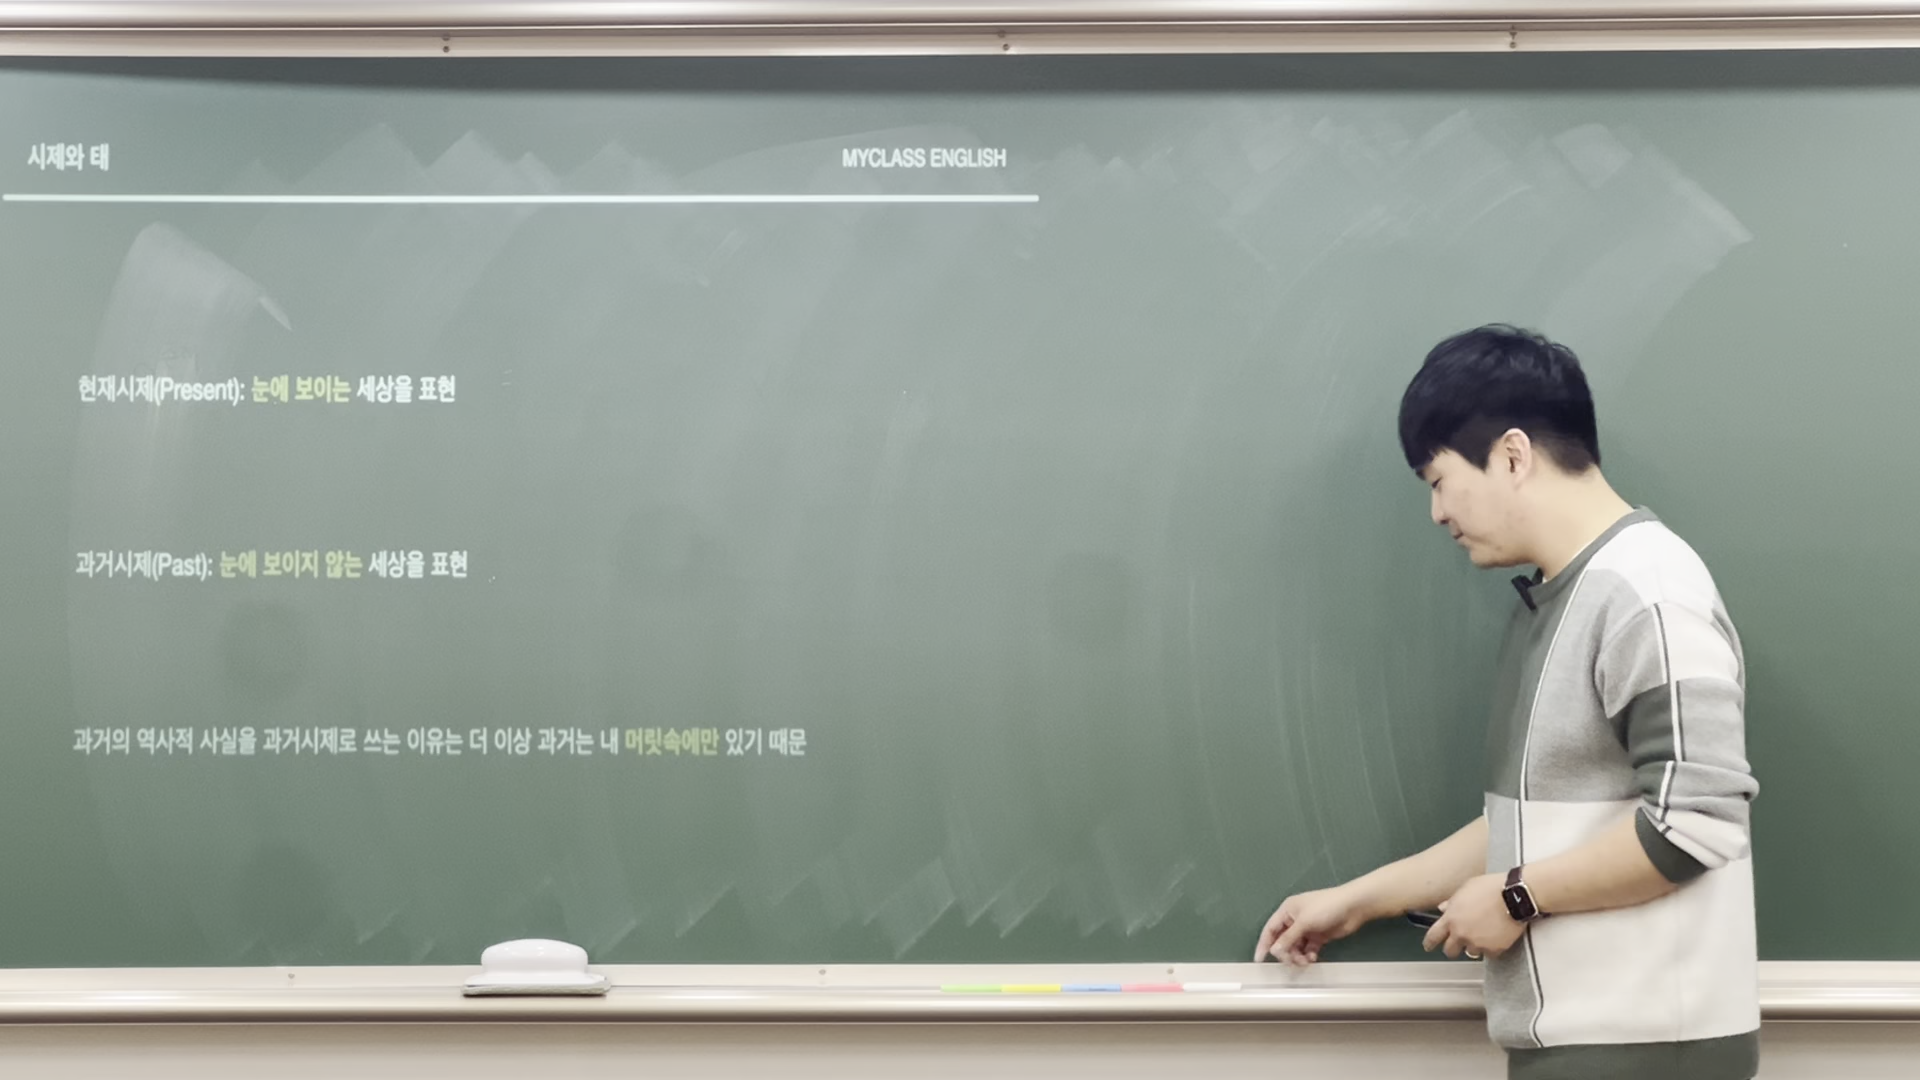 시제와 태
MYCLASS ENGLISH
현재시제(Present): 눈에 보이는 세상을 표현
과거시제(Past): 눈에 보이지 않는 세상을 표현
과거의 역사적 사실을 과거시제로 쓰는 이유는 더 이상 과거는 내 머릿속에만 있기 때문